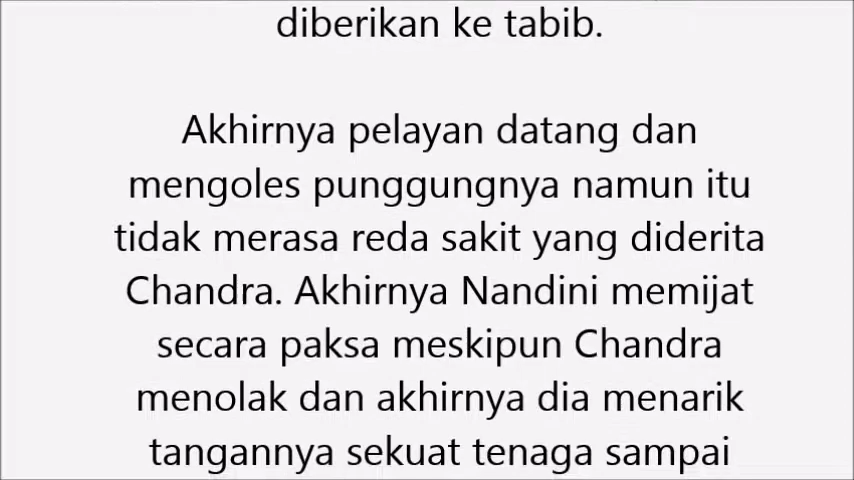 diberikan ke tabib.
Akhirnya pelayan datang dan
mengoles punggungnya namun itu
tidak merasa reda sakit yang diderita
Chandra. Akhirnya Nandini memijat
secara paksa meskipun Chandra
menolak dan akhirnya dia menarik
tangannya sekuat tenaga sampai